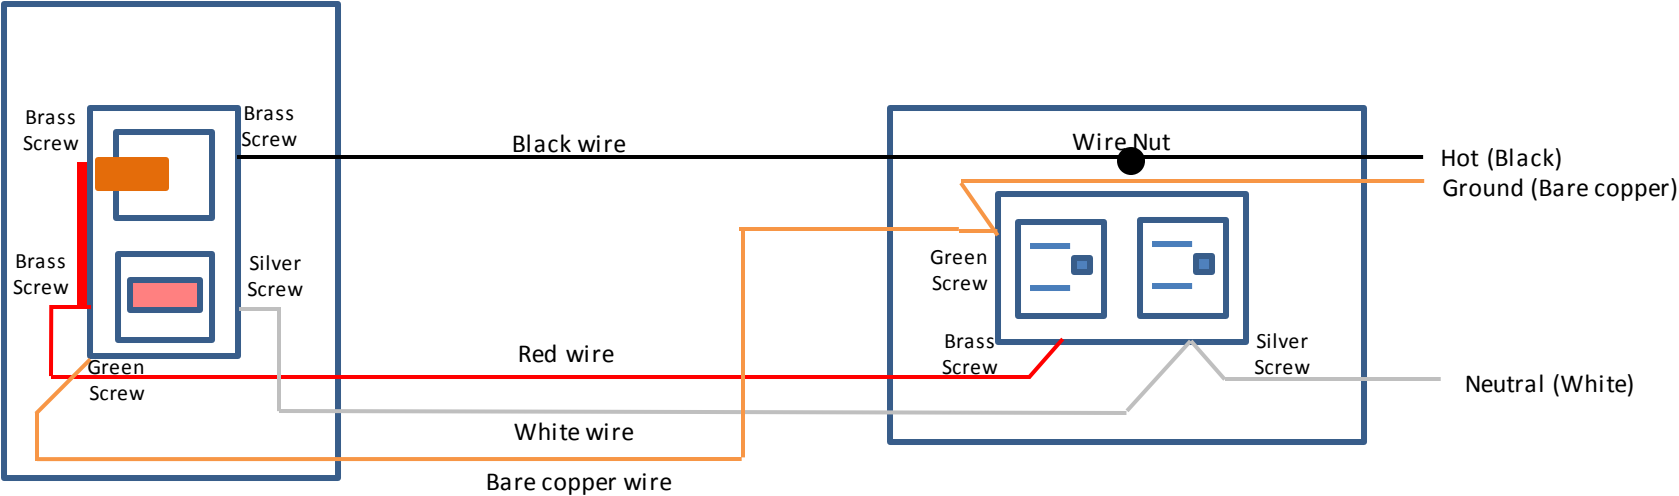 Brass
Screw
Brass
Screw
Black wire
Wire Nut
Hot (Black)
Ground (Bare copper)
Brass
Screw
Silver
Screw
Green
Screw
Green
Screw
Red wire
Brass
Screw
Silver
Screw
Neutral (White)
White wire
Bare copper wire